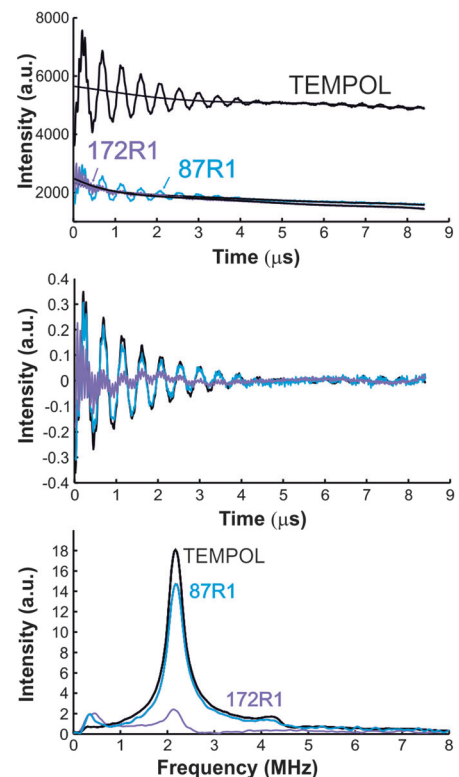 Intensity (a.u.)
8000
6000
4000
2000
TEMPOL
172R1
87R1
0 1 2 3 4 5 6 7 8 9
Time (μs)
Intensity (a.u.)
0.4
0.3
0.2
0.1
0
-0.1
-0.2
-0.3
-0.4
0 1 2 3 4 5 6 7 8 9
Time (μs)
Intensity (a.u.)
18
16
14
12
10
8
6
4
2
0
TEMPOL
87R1
172R1
0 1 2 3 4 5 6 7 8
Frequency (MHz)